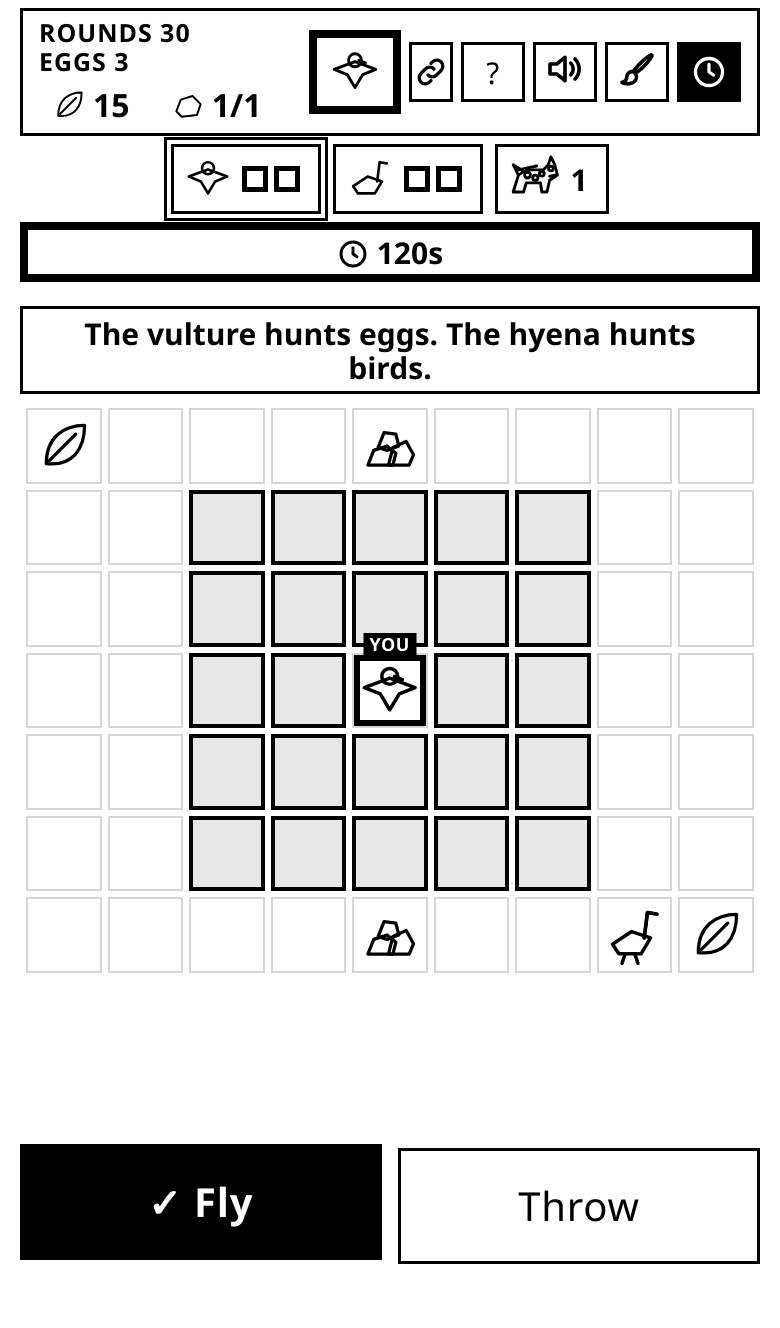 ROUNDS 30
EGGS 3
15 1/1
?
1
120s
The vulture hunts eggs. The hyena hunts
birds.
YOU
✓ Fly
Throw